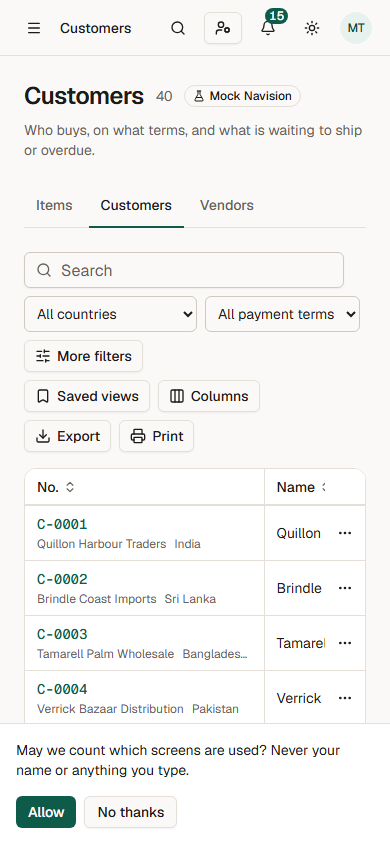 Customers
15
MT
Customers 40 Mock Navision
Who buys, on what terms, and what is waiting to ship
or overdue.
Items Customers Vendors
Search
All countries All payment terms
More filters
Saved views Columns
Export Print
No. Name
C-0001
Quillon Harbour Traders India
Quillon
C-0002
Brindle Coast Imports Sri Lanka
Brindle
C-0003
Tamarell Palm Wholesale Banglades…
Tamarel
C-0004
Verrick Bazaar Distribution Pakistan
Verrick
May we count which screens are used? Never your
name or anything you type.
Allow No thanks